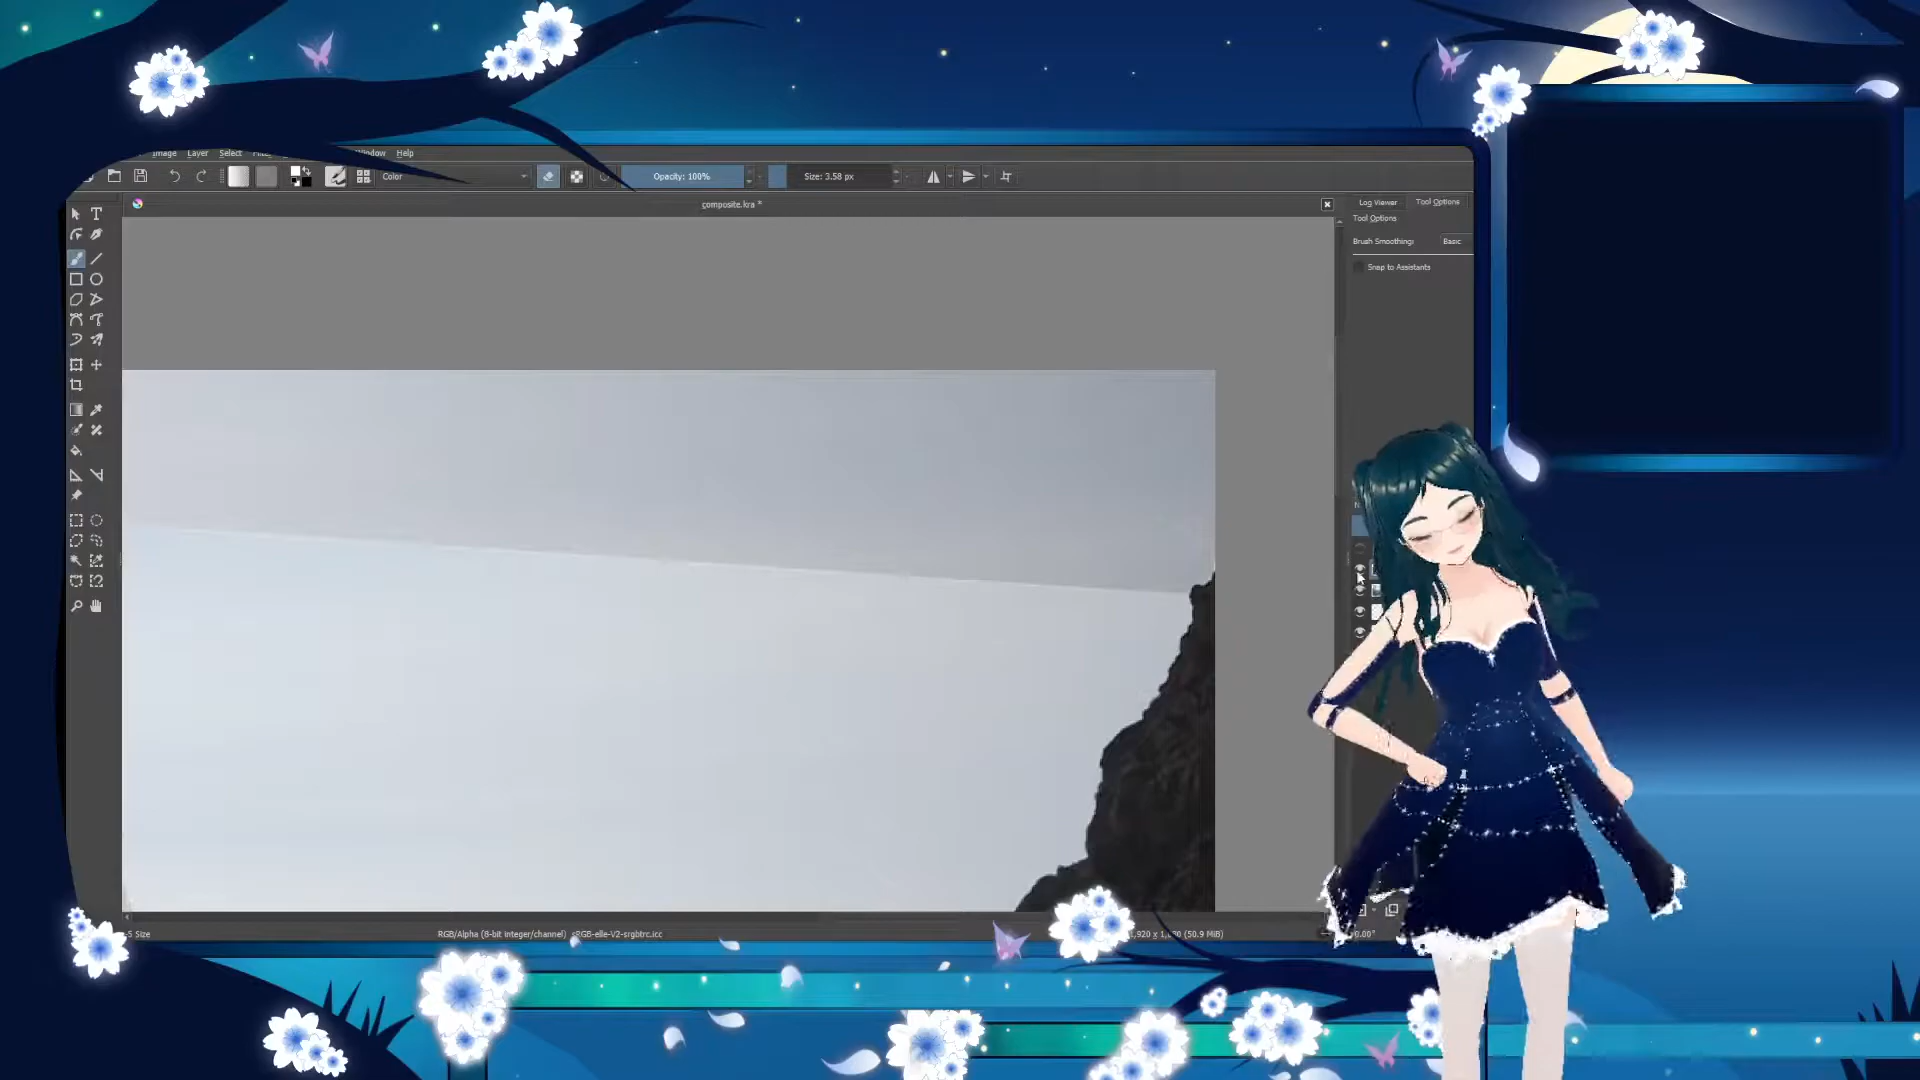 Image Layer Select Window Help
Color Opacity: 100% Size: 3.58 px
composite.kra *
Log Viewer Tool Options
Tool Options
Brush Smoothing: Basic
Snap to Assistants
RGB/Alpha (8-bit integer/channel) sRGB-elle-V2-srgbtrc.icc
(50.9 MiB)